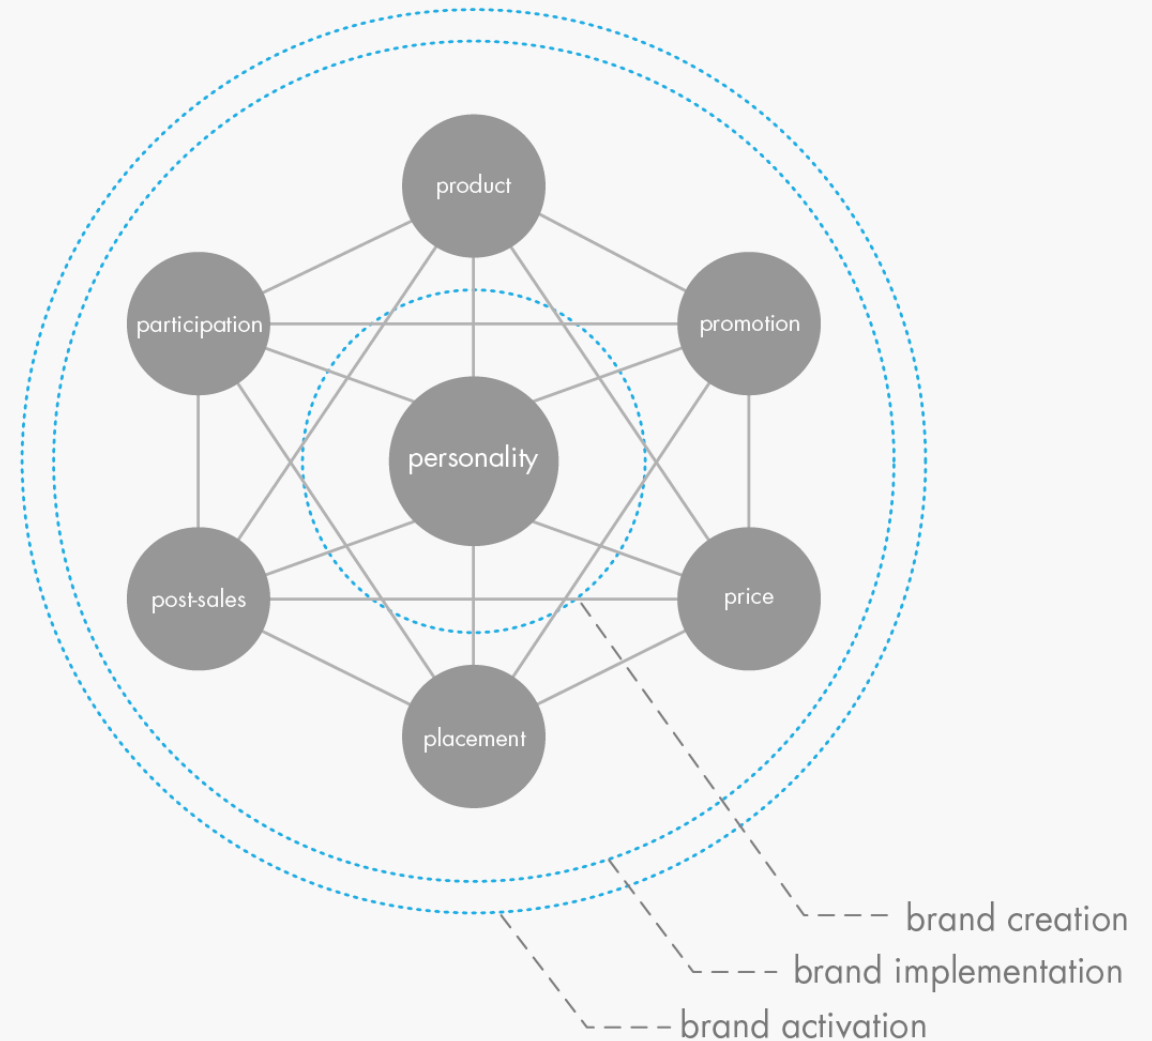 product
participation
promotion
personality
post-sales
price
placement
brand creation
brand implementation
brand activation